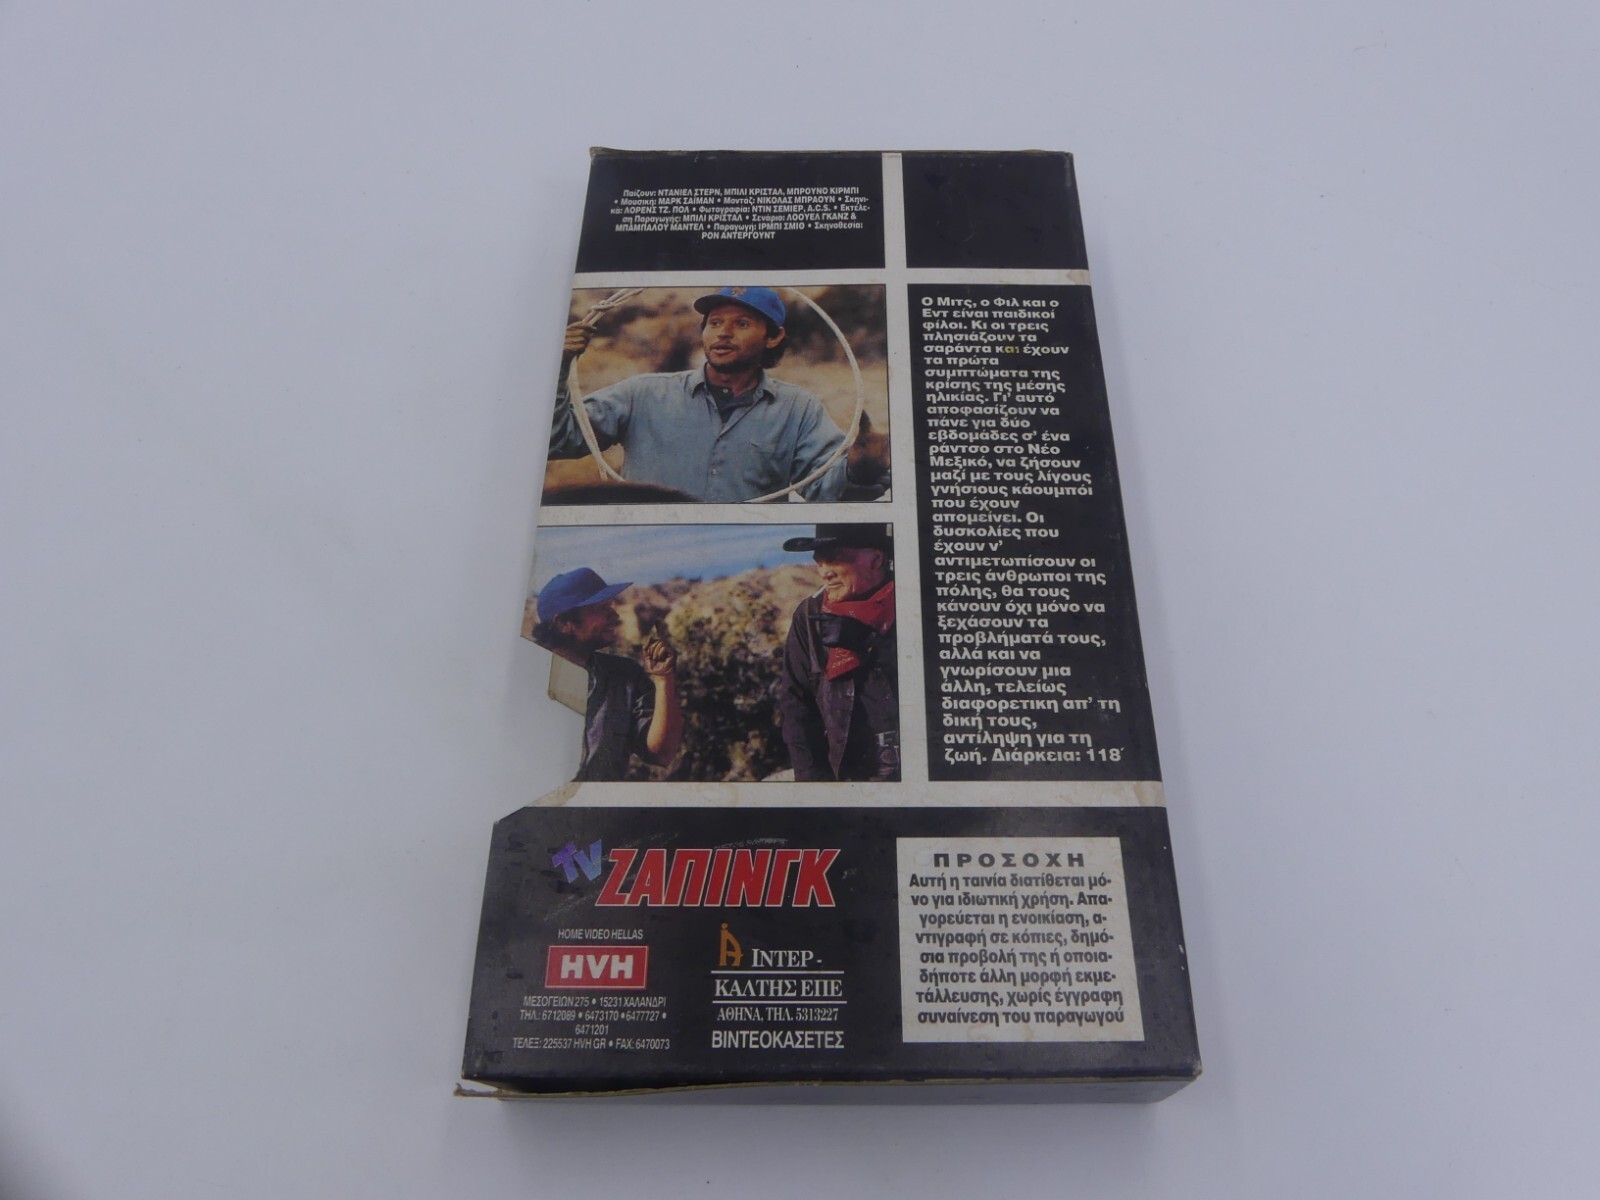 Παίζουν: ΝΤΑΝΙΕΛ ΣΤΕΡΝ, ΜΠΙΛΙ ΚΡΙΣΤΑΛ, ΜΠΡΟΥΝΟ ΚΙΡΜΠΙ
• Μουσική: ΜΑΡΚ ΣΑΪΜΑΝ • Μοντάζ: ΝΙΚΟΛΑΣ ΜΠΡΑΟΥΝ • Σκηνι-
κά: ΛΟΡΕΝΣ ΤΖ. ΠΟΛ • Φωτογραφία: ΝΤΙΝ ΣΕΜΙΕΡ, A.C.S. • Εκτέλε-
ση Παραγωγής: ΜΠΙΛΙ ΚΡΙΣΤΑΛ • Σενάριο: ΛΟΟΥΕΛ ΓΚΑΝΖ &
ΜΠΑΜΠΑΛΟΥ ΜΑΝΤΕΛ • Παραγωγή: ΙΡΜΠΙ ΣΜΙΘ • Σκηνοθεσία:
ΡΟΝ ΑΝΤΕΡΓΟΥΝΤ
Ο Μιτς, ο Φιλ και ο
Εντ είναι παιδικοί
φίλοι. Κι οι τρεις
πλησιάζουν τα
σαράντα και έχουν
τα πρώτα
συμπτώματα της
κρίσης της μέσης
ηλικίας. Γι' αυτό
αποφασίζουν να
πάνε για δύο
εβδομάδες σ' ένα
ράντσο στο Νέο
Μεξικό, να ζήσουν
μαζί με τους λίγους
γνήσιους κάουμπόι
που έχουν
απομείνει. Οι
δυσκολίες που
έχουν ν'
αντιμετωπίσουν οι
τρεις άνθρωποι της
πόλης, θα τους
κάνουν όχι μόνο να
ξεχάσουν τα
προβλήματά τους,
αλλά και να
γνωρίσουν μια
άλλη, τελείως
διαφορετικη απ' τη
δική τους,
αντίληψη για τη
ζωή. Διάρκεια: 118'
TV ΖΑΠΙΝΓΚ
HOME VIDEO HELLAS
HVH
ΜΕΣΟΓΕΙΩΝ 275 • 15231 ΧΑΛΑΝΔΡΙ
ΤΗΛ.: 6712089 • 6473170 • 6477727 •
6471201
ΤΕΛΕΞ: 225537 HVH GR • FAX: 6470073
ΙΝΤΕΡ -
ΚΑΛΤΗΣ ΕΠΕ
ΑΘΗΝΑ, ΤΗΛ. 5313227
ΒΙΝΤΕΟΚΑΣΕΤΕΣ
ΠΡΟΣΟΧΗ
Αυτή η ταινία διατίθεται μό-
νο για ιδιωτική χρήση. Απα-
γορεύεται η ενοικίαση, α-
ντιγραφή σε κόπιες, δημό-
σια προβολή της ή οποια-
δήποτε άλλη μορφή εκμε-
τάλλευσης, χωρίς έγγραφη
συναίνεση του παραγωγού